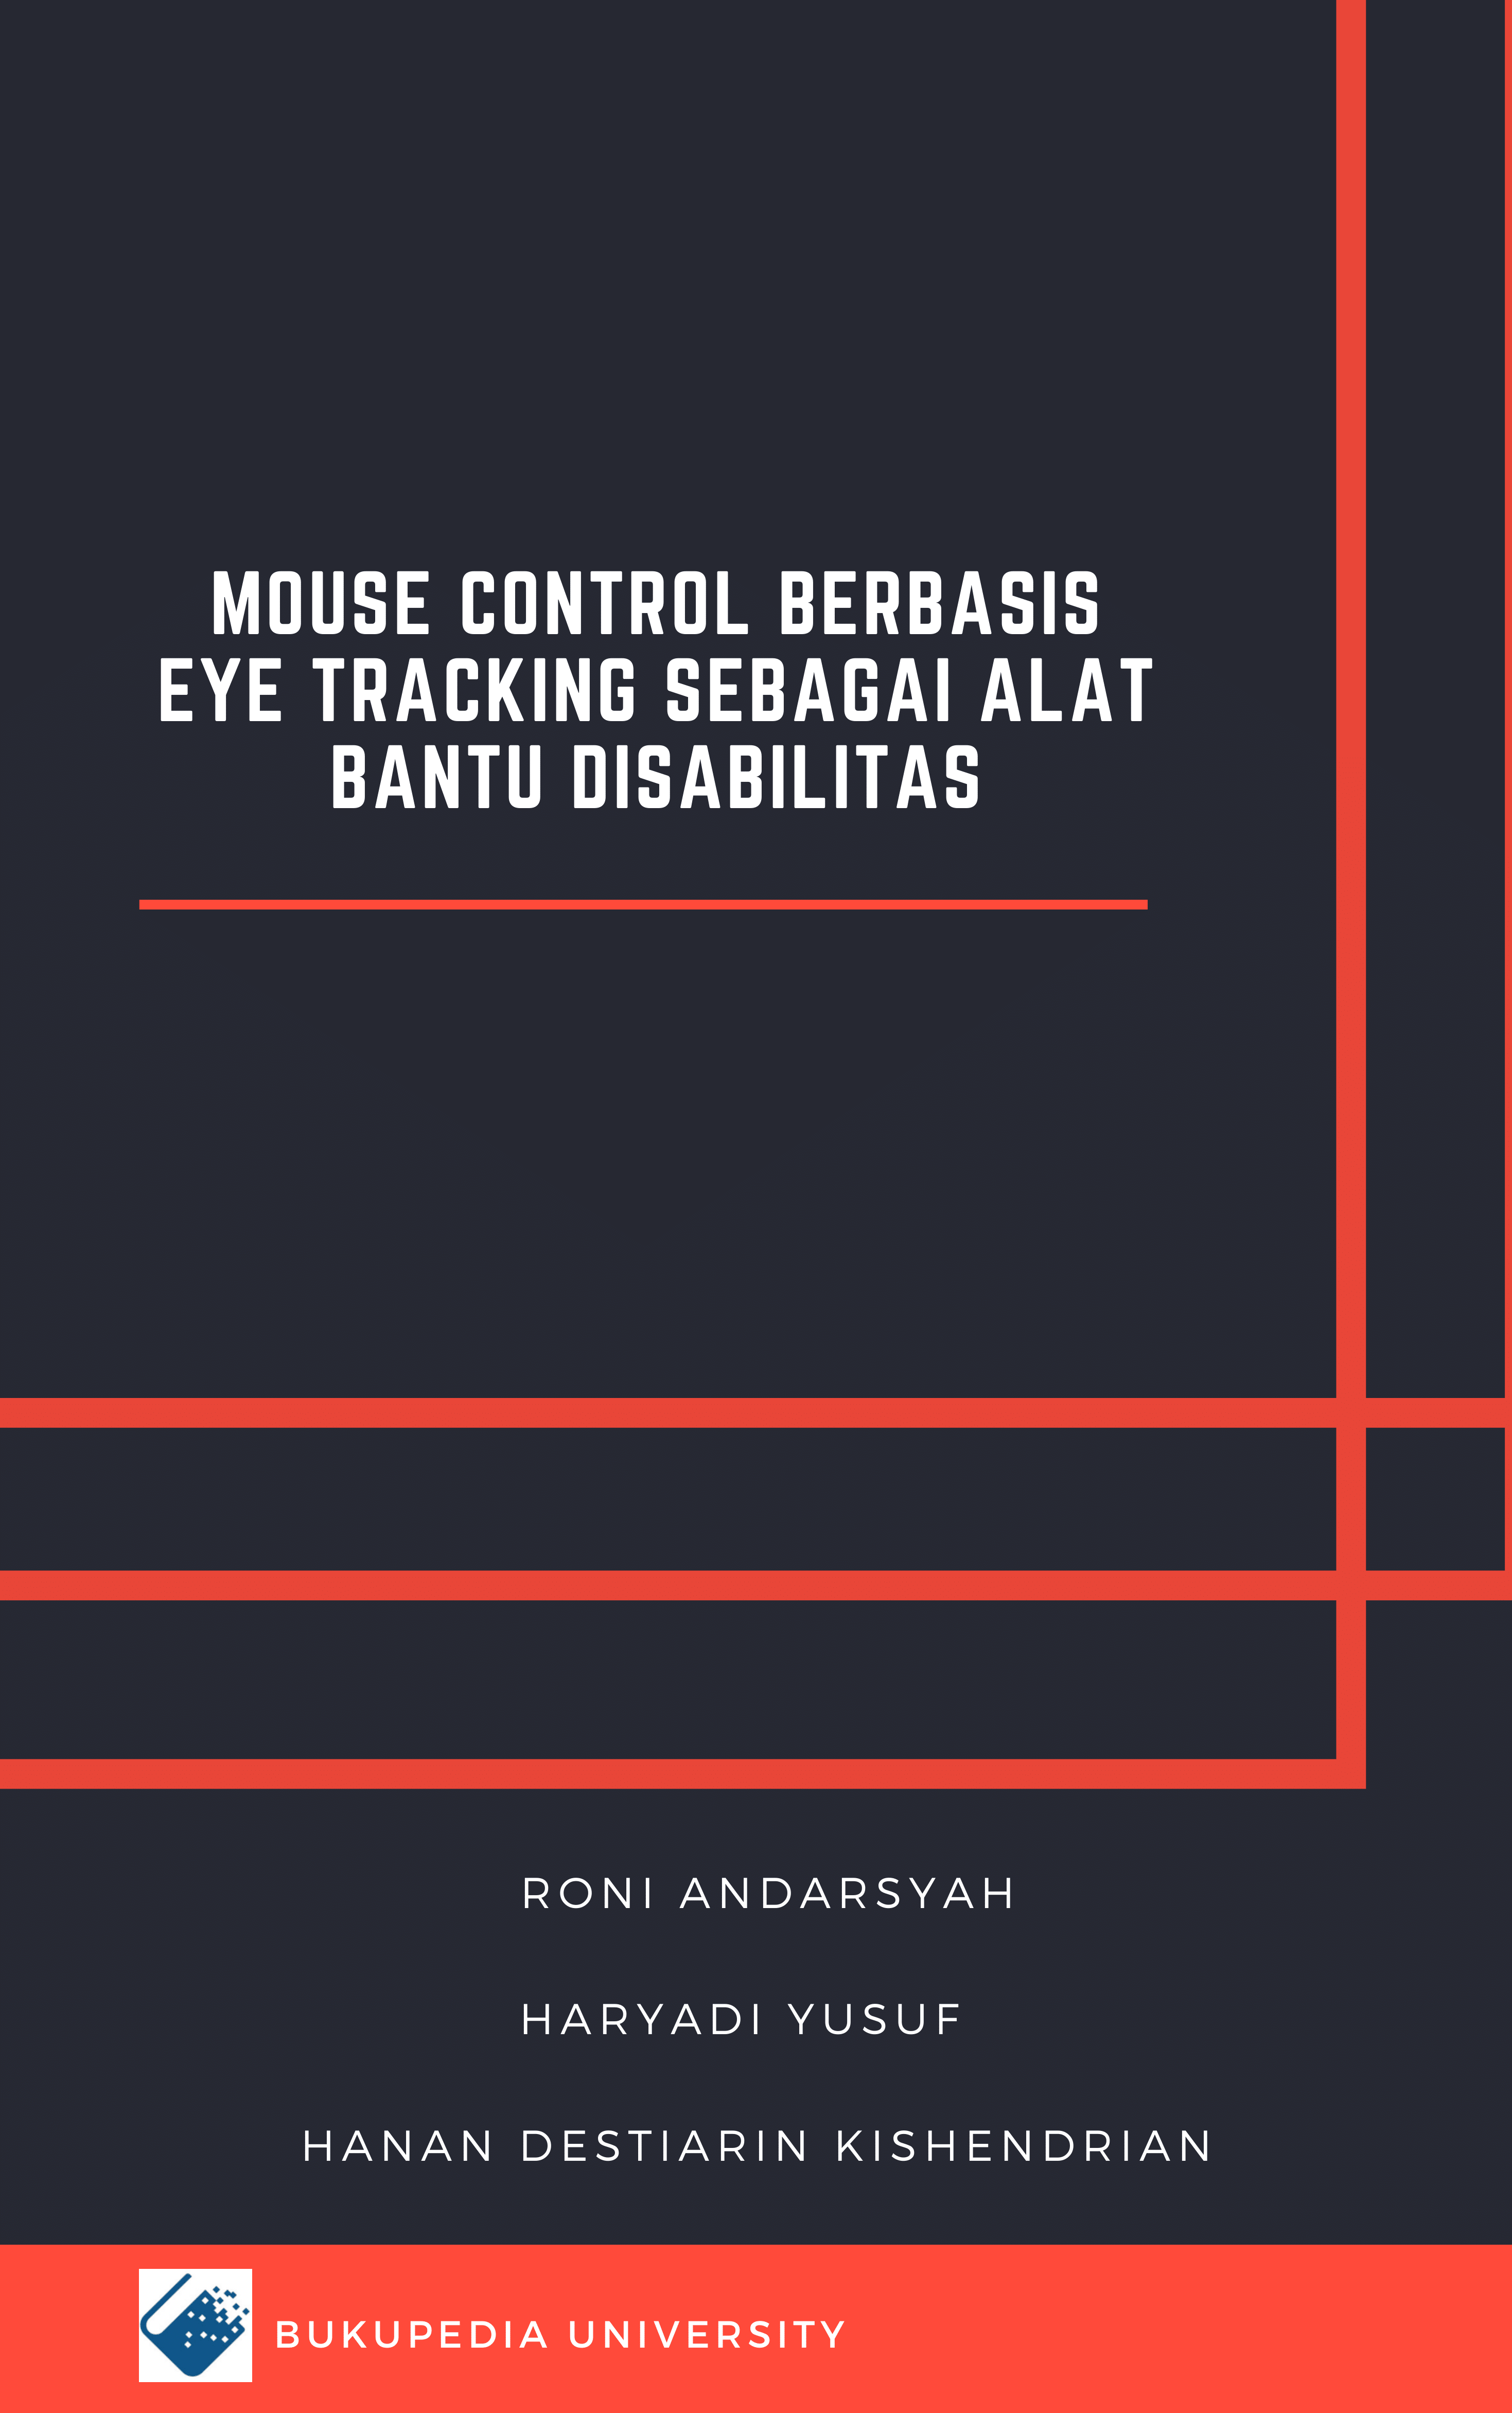 MOUSE CONTROL BERBASIS
EYE TRACKING SEBAGAI ALAT
BANTU DISABILITAS
RONI ANDARSYAH
HARYADI YUSUF
HANAN DESTIARIN KISHENDRIAN
BUKUPEDIA UNIVERSITY